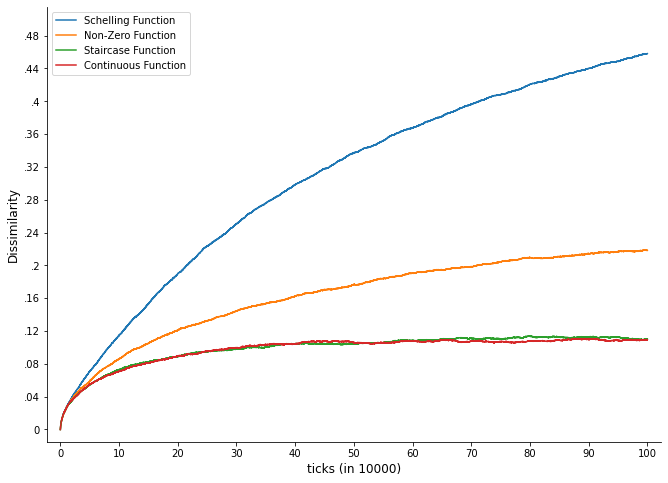 Schelling Function
Non-Zero Function
Staircase Function
Continuous Function
Dissimilarity
.48
.44
.4
.36
.32
.28
.24
.2
.16
.12
.08
.04
0
0 10 20 30 40 50 60 70 80 90 100
ticks (in 10000)